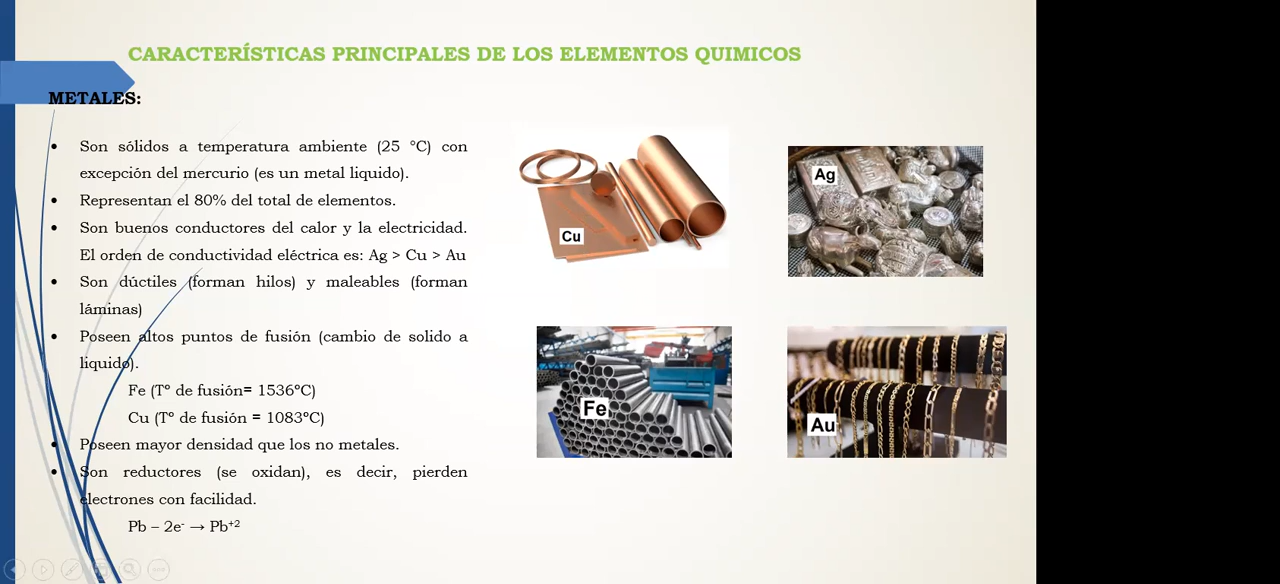 CARACTERÍSTICAS PRINCIPALES DE LOS ELEMENTOS QUIMICOS
METALES:
• Son sólidos a temperatura ambiente (25 °C) con
excepción del mercurio (es un metal liquido).
• Representan el 80% del total de elementos.
• Son buenos conductores del calor y la electricidad.
El orden de conductividad eléctrica es: Ag > Cu > Au
• Son dúctiles (forman hilos) y maleables (forman
láminas)
• Poseen altos puntos de fusión (cambio de solido a
liquido).
Fe (T° de fusión= 1536°C)
Cu (T° de fusión = 1083°C)
• Poseen mayor densidad que los no metales.
• Son reductores (se oxidan), es decir, pierden
electrones con facilidad.
Pb – 2e⁻ → Pb⁺²
Cu
Ag
Fe
Au